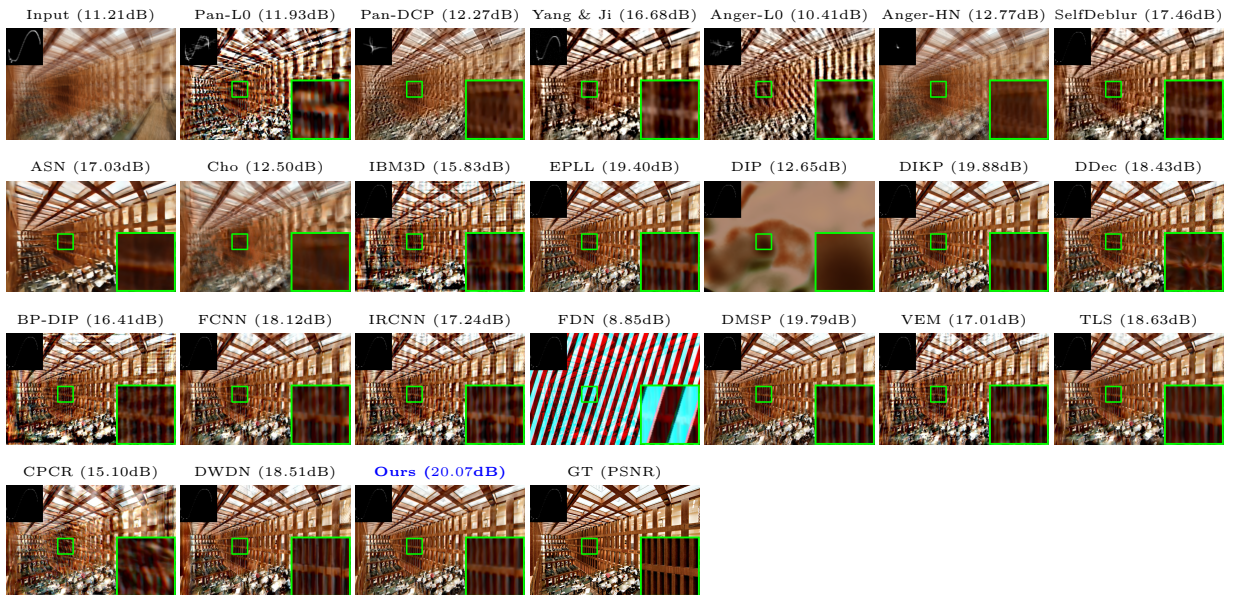 Input (11.21dB) Pan-L0 (11.93dB) Pan-DCP (12.27dB) Yang & Ji (16.68dB) Anger-L0 (10.41dB) Anger-HN (12.77dB) SelfDeblur (17.46dB)
ASN (17.03dB) Cho (12.50dB) IBM3D (15.83dB) EPLL (19.40dB) DIP (12.65dB) DIKP (19.88dB) DDec (18.43dB)
BP-DIP (16.41dB) FCNN (18.12dB) IRCNN (17.24dB) FDN (8.85dB) DMSP (19.79dB) VEM (17.01dB) TLS (18.63dB)
CPCR (15.10dB) DWDN (18.51dB) Ours (20.07dB) GT (PSNR)